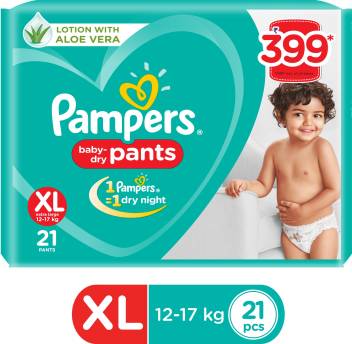 LOTION WITH
ALOE VERA
399*
Pampers
baby-dry pants
1 Pampers
=1 dry night
XL
extra large
12-17 kg
21
PANTS
XL 12-17 kg 21 pcs